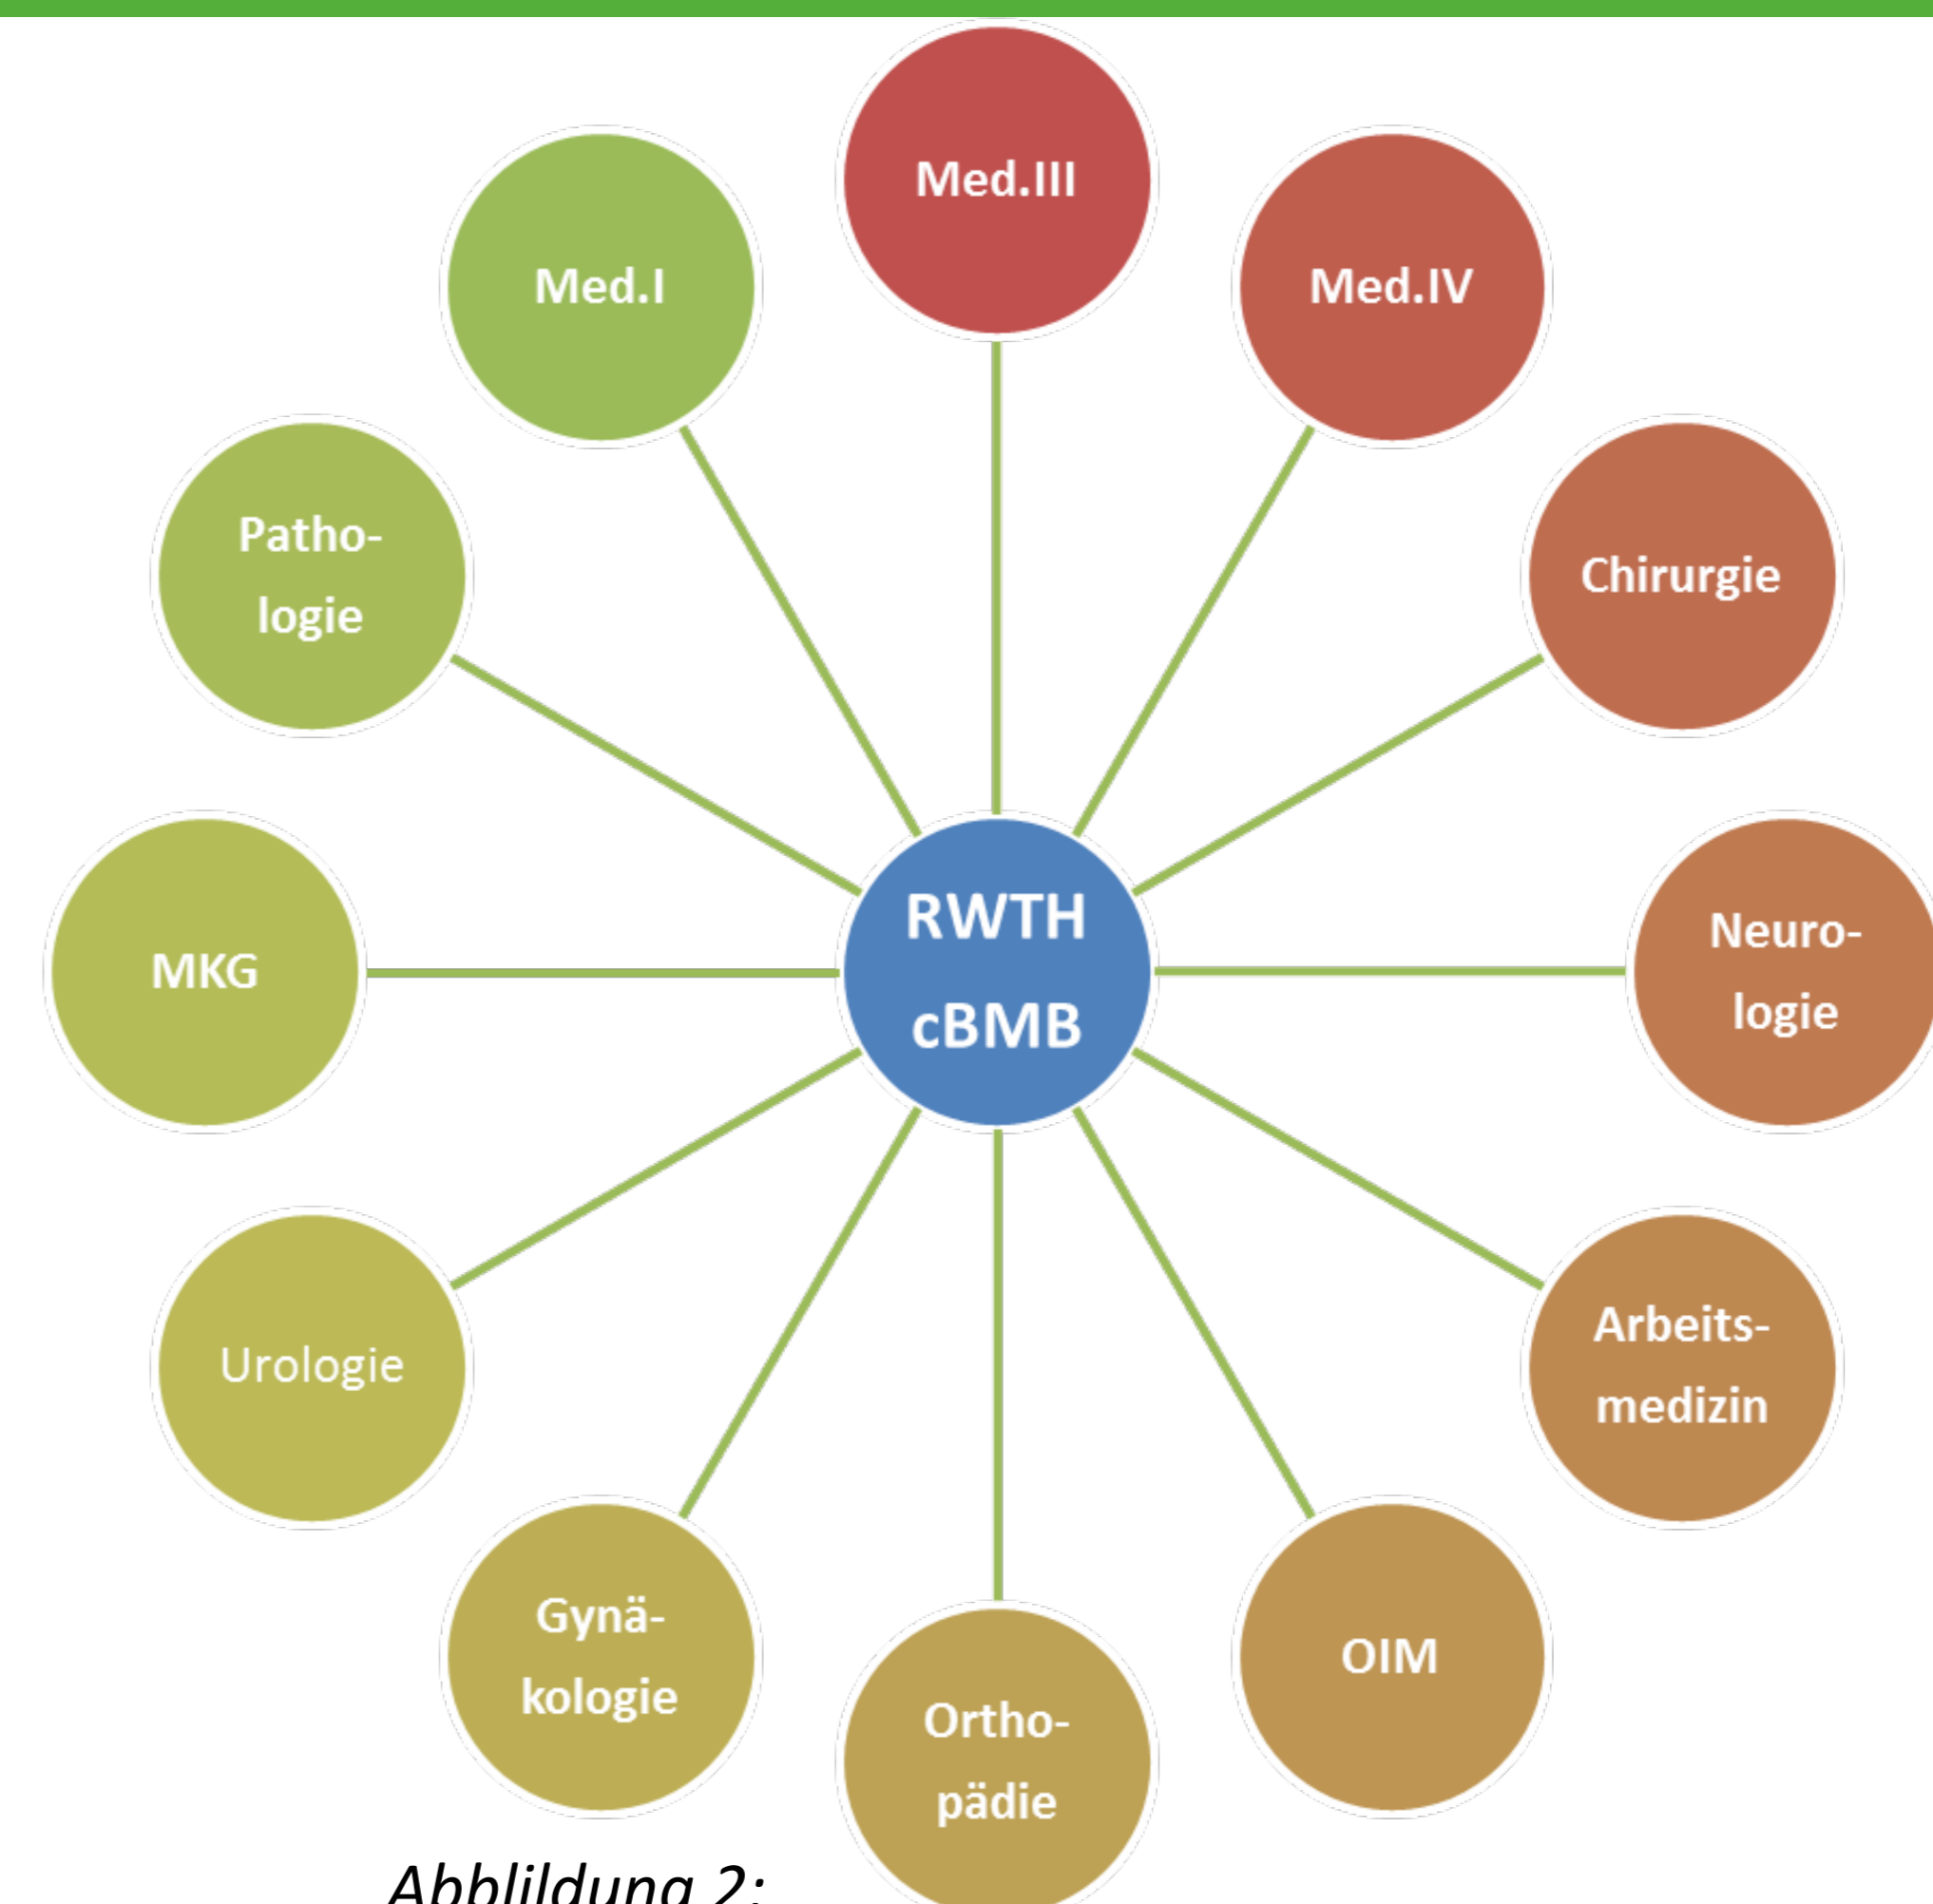 Med.III
Med.I
Med.IV
Patho-
logie
Chirurgie
RWTH
cBMB
MKG
Neuro-
logie
Urologie
Arbeits-
medizin
Gynä-
kologie
OIM
Ortho-
pädie
Abblildung 2: